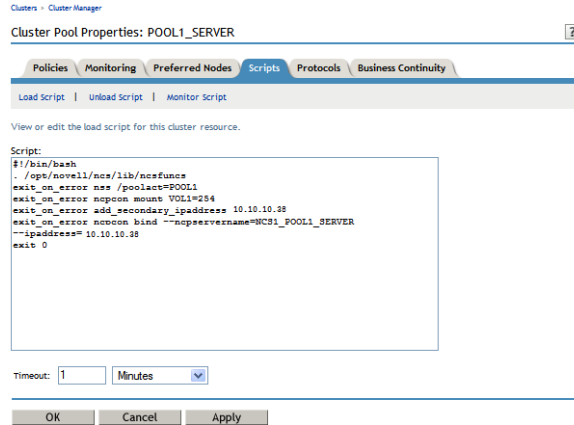 Clusters > Cluster Manager
Cluster Pool Properties: POOL1_SERVER
?
Policies Monitoring Preferred Nodes Scripts Protocols Business Continuity
Load Script | Unload Script | Monitor Script
View or edit the load script for this cluster resource.
Script:
#!/bin/bash
. /opt/novell/ncs/lib/ncsfuncs
exit_on_error nss /poolact=POOL1
exit_on_error ncpcon mount VOL1=254
exit_on_error add_secondary_ipaddress 10.10.10.38
exit_on_error ncpcon bind --ncpservername=NCS1_POOL1_SERVER
--ipaddress= 10.10.10.38
exit 0
Timeout: 1 Minutes
OK Cancel Apply